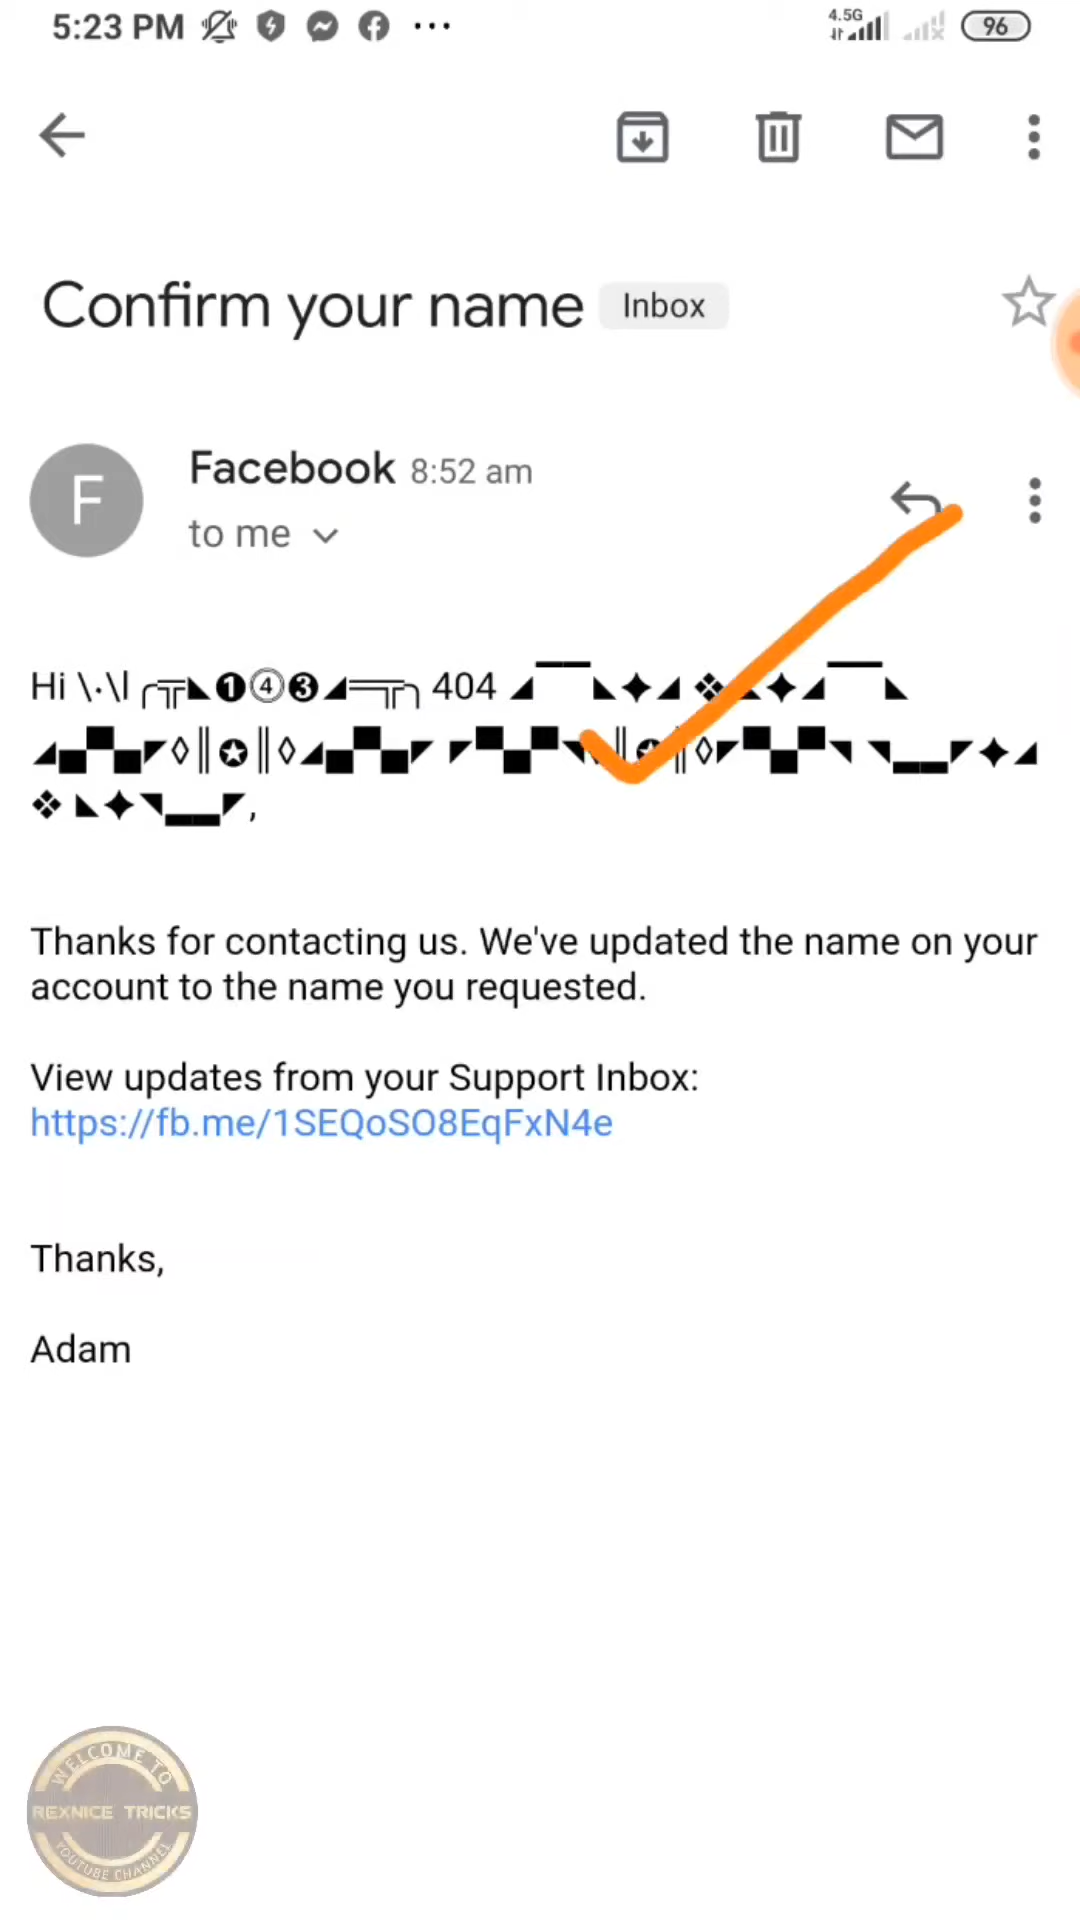 5:23 PM
4.5G
96
Confirm your name Inbox
Facebook 8:52 am
F
to me
Hi \·\l ╭╥◣❶④❸◢═╥╮ 404 ◢▔▔◣✦◢ ❖ ◣✦◢▔▔◣
◢▄▀▄◤◊║✪║◊◢▄▀▄◤ ◤▀▄▀◥◊║✪║◊◤▀▄▀◥ ◥▂▂◤✦◢
❖ ◣✦◥▂▂◤,
Thanks for contacting us. We've updated the name on your
account to the name you requested.
View updates from your Support Inbox:
https://fb.me/1SEQoSO8EqFxN4e
Thanks,
Adam
WELCOME TO
REXNICE TRICKS
YOUTUBE CHANNEL